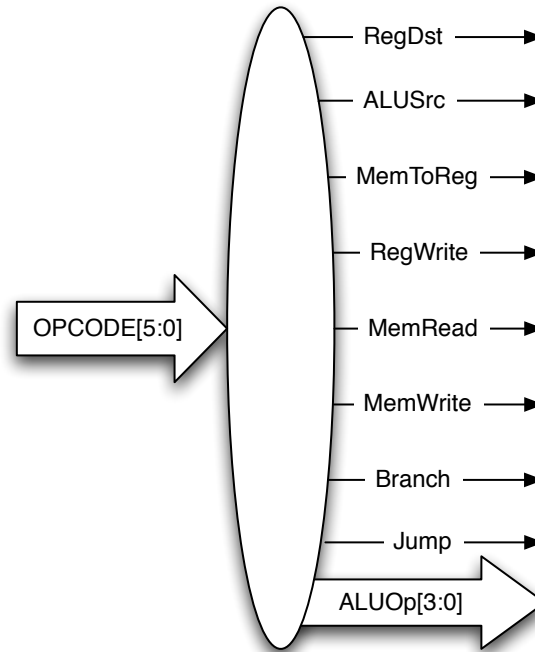 RegDst
ALUSrc
MemToReg
RegWrite
OPCODE[5:0]
MemRead
MemWrite
Branch
Jump
ALUOp[3:0]